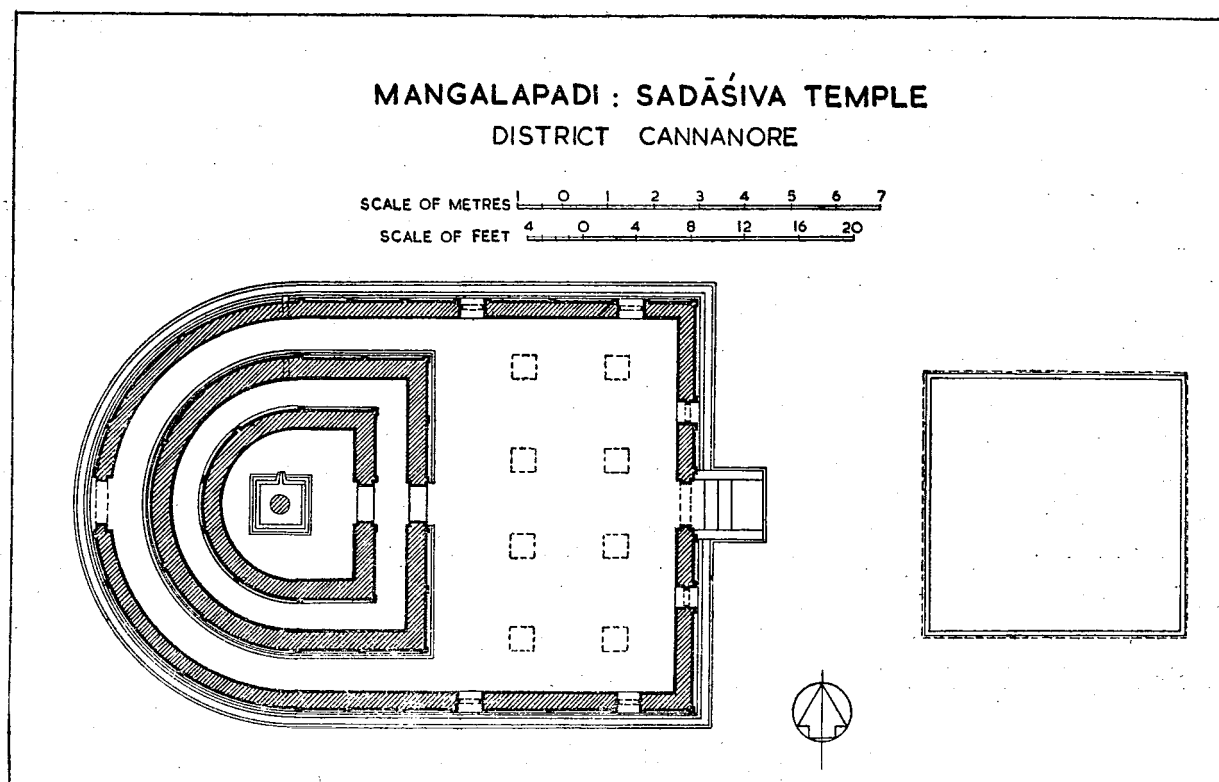 MANGALAPADI : SADĀŚIVA TEMPLE
DISTRICT CANNANORE
SCALE OF METRES 1 0 1 2 3 4 5 6 7
SCALE OF FEET 4 0 4 8 12 16 20